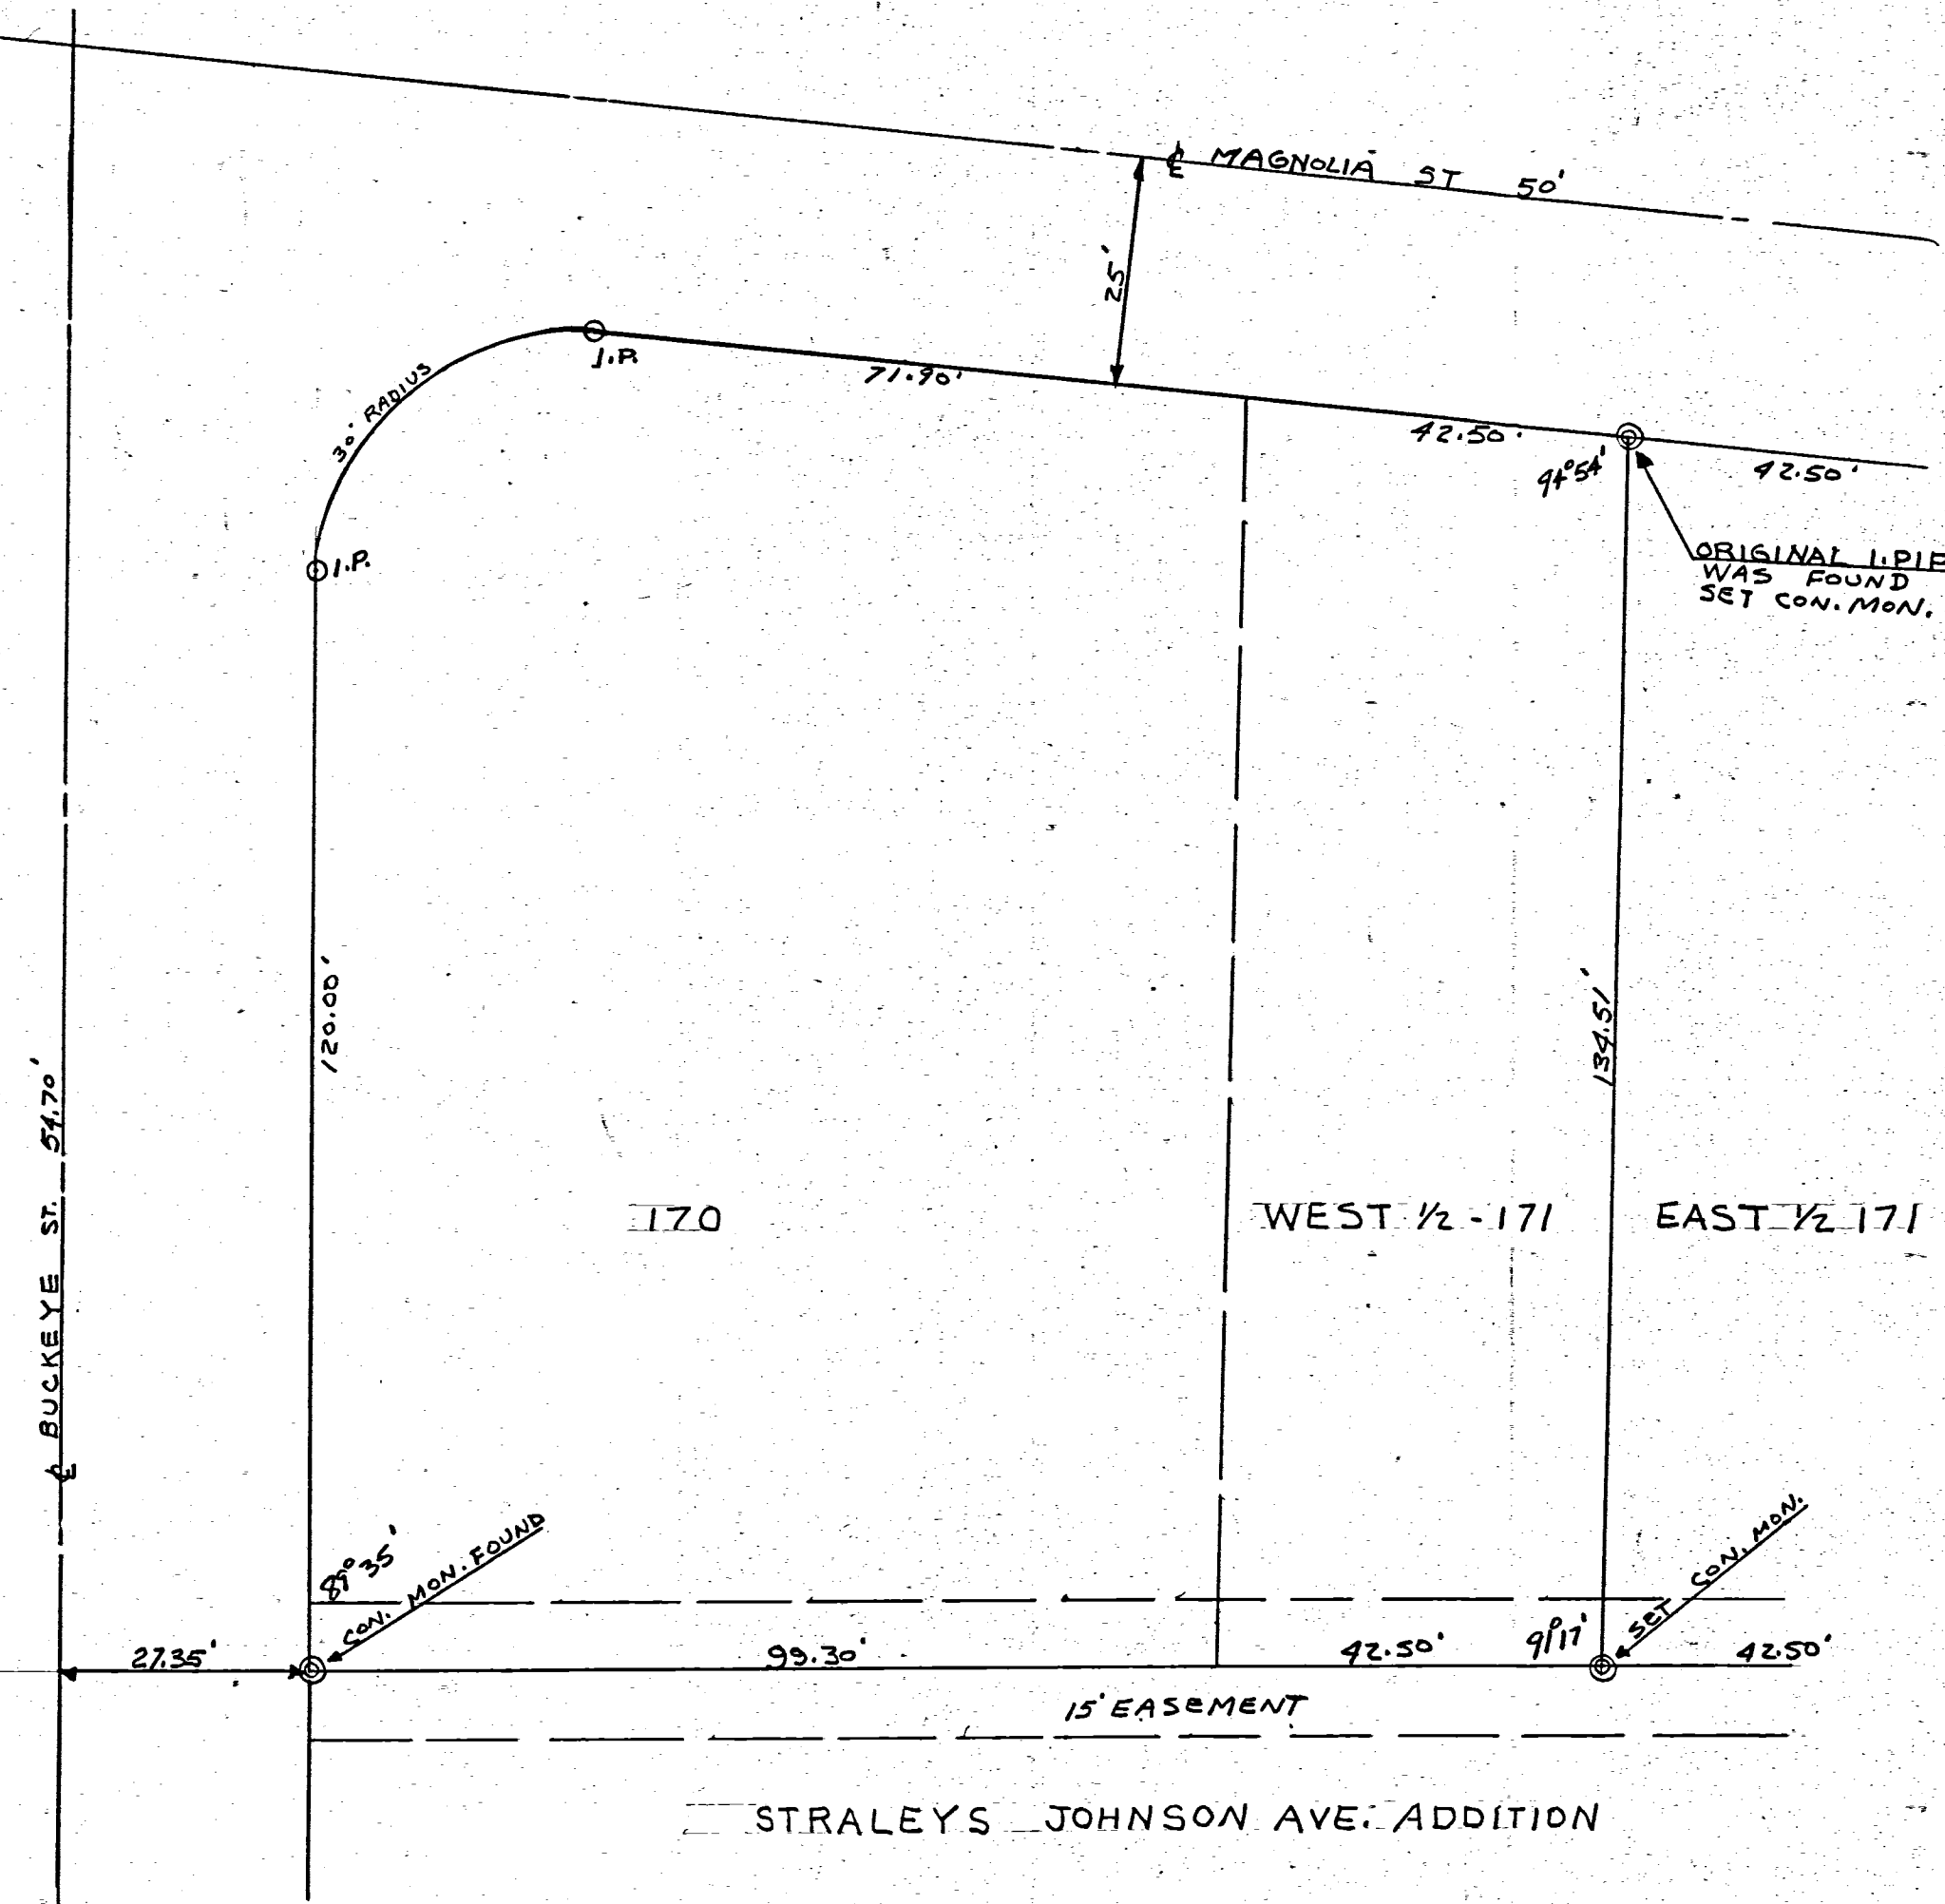 ℄ MAGNOLIA ST 50'
25'
30' RADIUS
I.P.
71.90'
42.50'
94°54'
42.50'
I.P.
ORIGINAL I.PIP
WAS FOUND
SET CON. MON.
120.00'
134.51'
℄ BUCKEYE ST. 54.70'
170
WEST ½ - 171
EAST ½ 171
89°35'
CON. MON. FOUND
SET CON. MON.
27.35'
99.30'
42.50'
91°17'
42.50'
15' EASEMENT
STRALEYS JOHNSON AVE. ADDITION